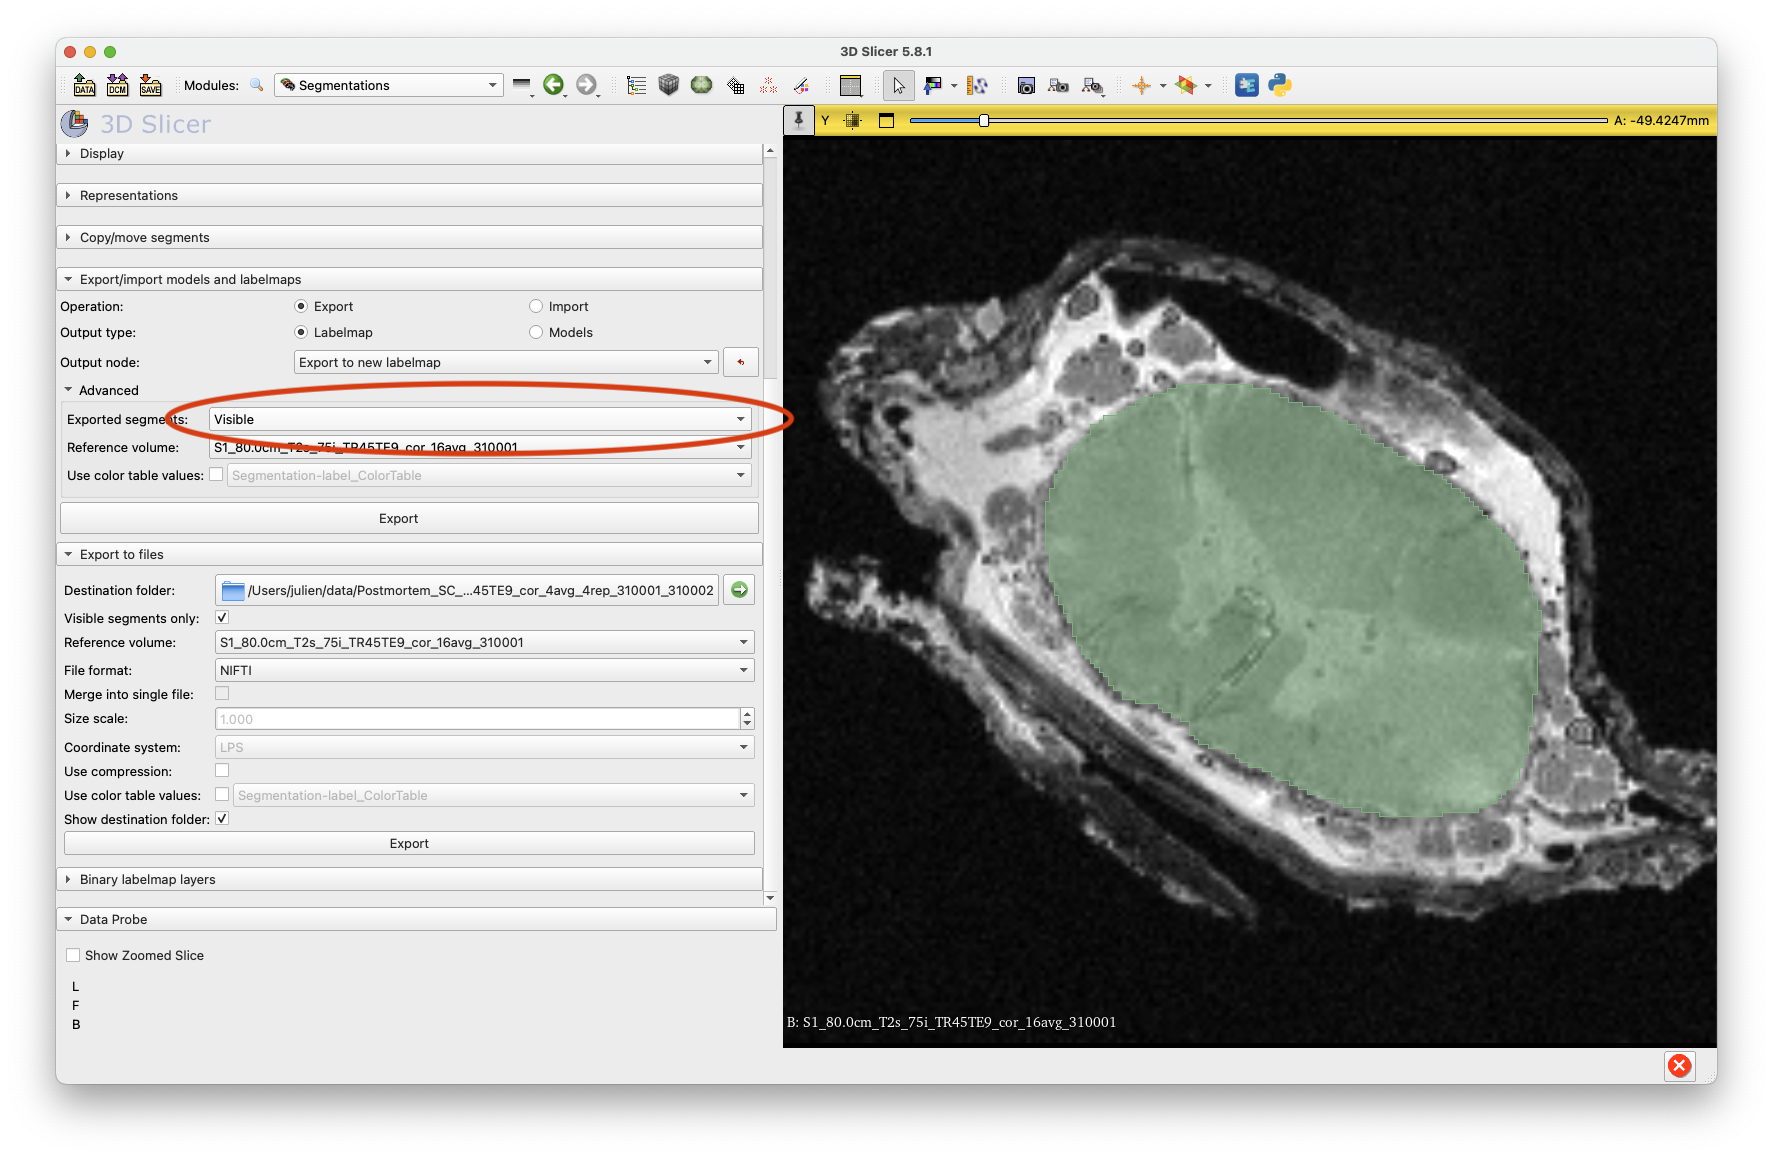 3D Slicer 5.8.1
DATA DCM SAVE Modules: Segmentations
3D Slicer
Y A: -49.4247mm
Display
Representations
Copy/move segments
Export/import models and labelmaps
Operation: Export Import
Output type: Labelmap Models
Output node: Export to new labelmap
Advanced
Exported segments: Visible
Reference volume: S1_80.0cm_T2s_75i_TR45TE9_cor_16avg_310001
Use color table values: Segmentation-label_ColorTable
Export
Export to files
Destination folder: /Users/julien/data/Postmortem_SC_...45TE9_cor_4avg_4rep_310001_310002
Visible segments only:
Reference volume: S1_80.0cm_T2s_75i_TR45TE9_cor_16avg_310001
File format: NIFTI
Merge into single file:
Size scale: 1.000
Coordinate system: LPS
Use compression:
Use color table values: Segmentation-label_ColorTable
Show destination folder:
Export
Binary labelmap layers
Data Probe
Show Zoomed Slice
L
F
B
B: S1_80.0cm_T2s_75i_TR45TE9_cor_16avg_310001